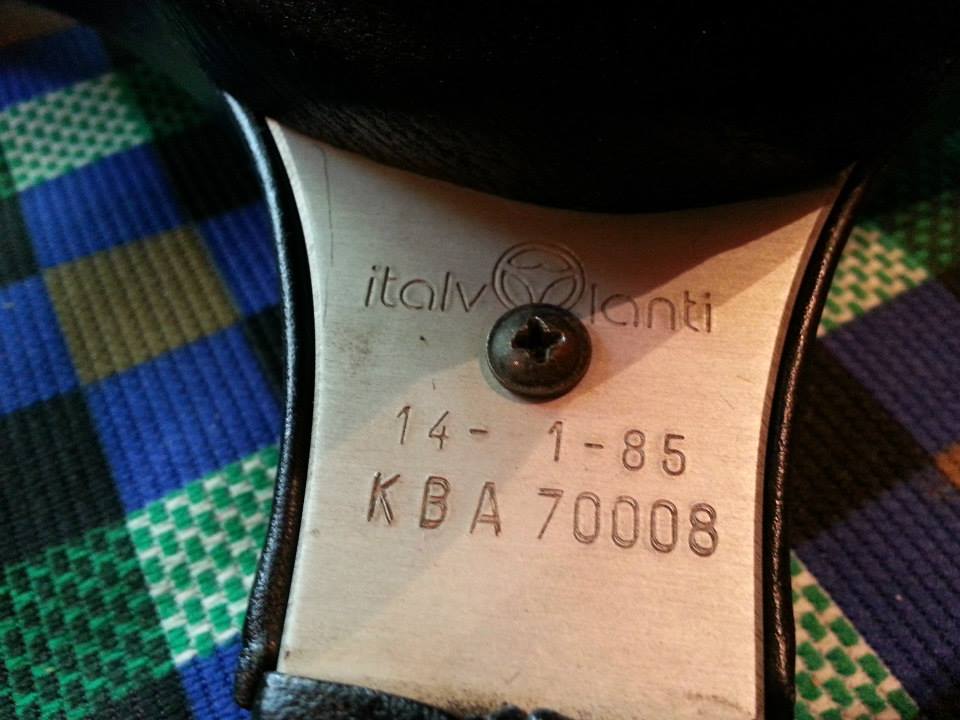 italvolanti
14- 1-85
KBA 70008